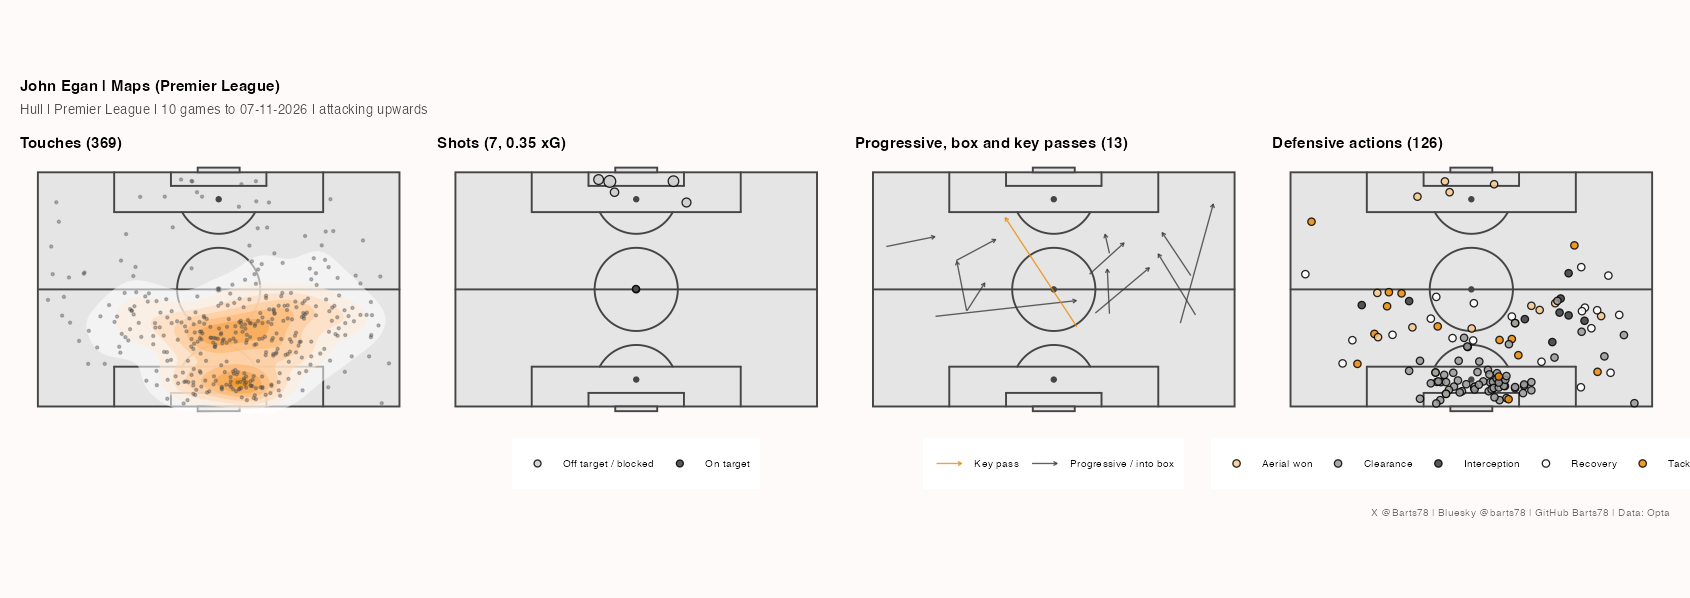 John Egan | Maps (Premier League)
Hull | Premier League | 10 games to 07-11-2026 | attacking upwards
Touches (369)
Shots (7, 0.35 xG)
Progressive, box and key passes (13)
Defensive actions (126)
Off target / blocked
On target
Key pass
Progressive / into box
Aerial won
Clearance
Interception
Recovery
Tack
X @Barts78 | Bluesky @barts78 | GitHub Barts78 | Data: Opta